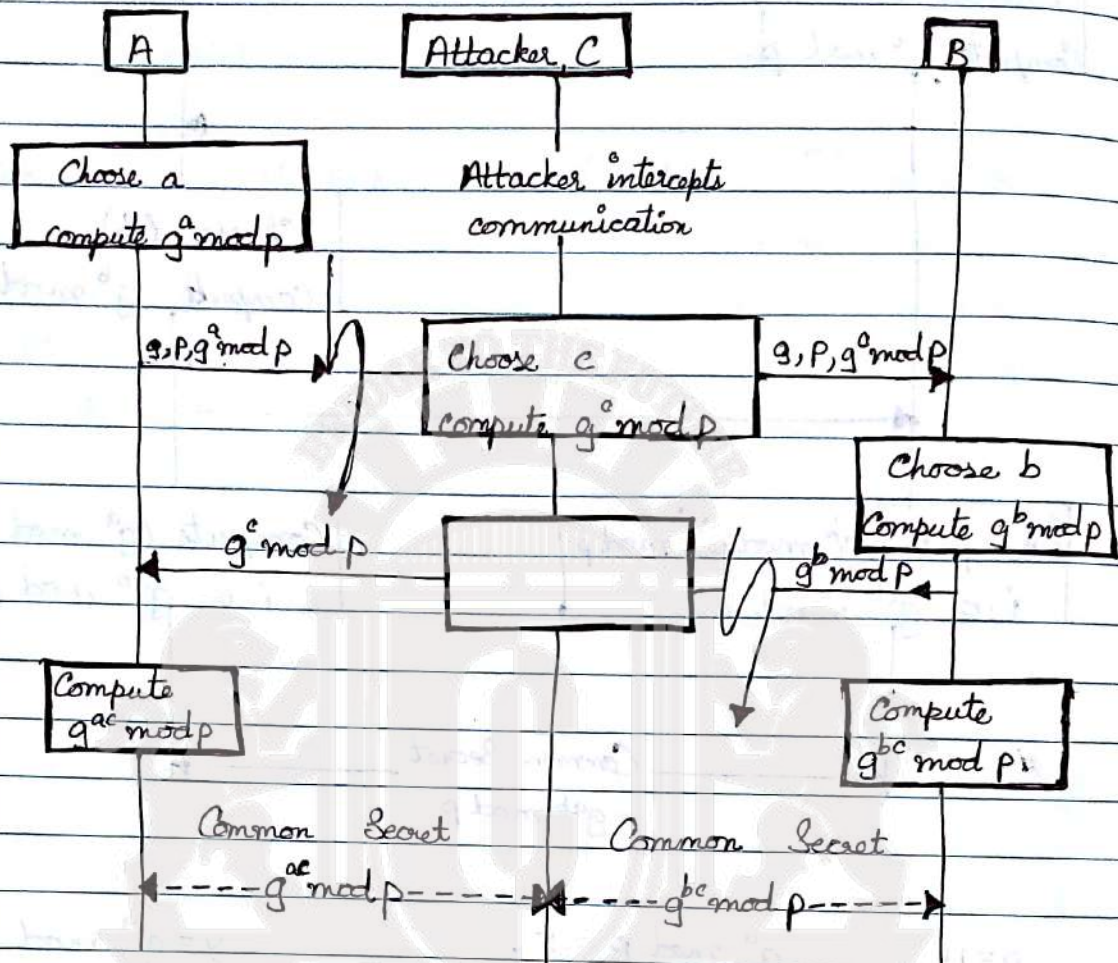 A
Attacker, C
B
Choose a
compute g^a mod p
Attacker intercepts
communication
g, p, g^a mod p
Choose c
compute g^c mod p
g, p, g^c mod p
Choose b
Compute g^b mod p
g^c mod p
g^b mod p
Compute
g^ac mod p
Compute
g^bc mod p.
Common Secret
g^ac mod p
Common Secret
g^bc mod p